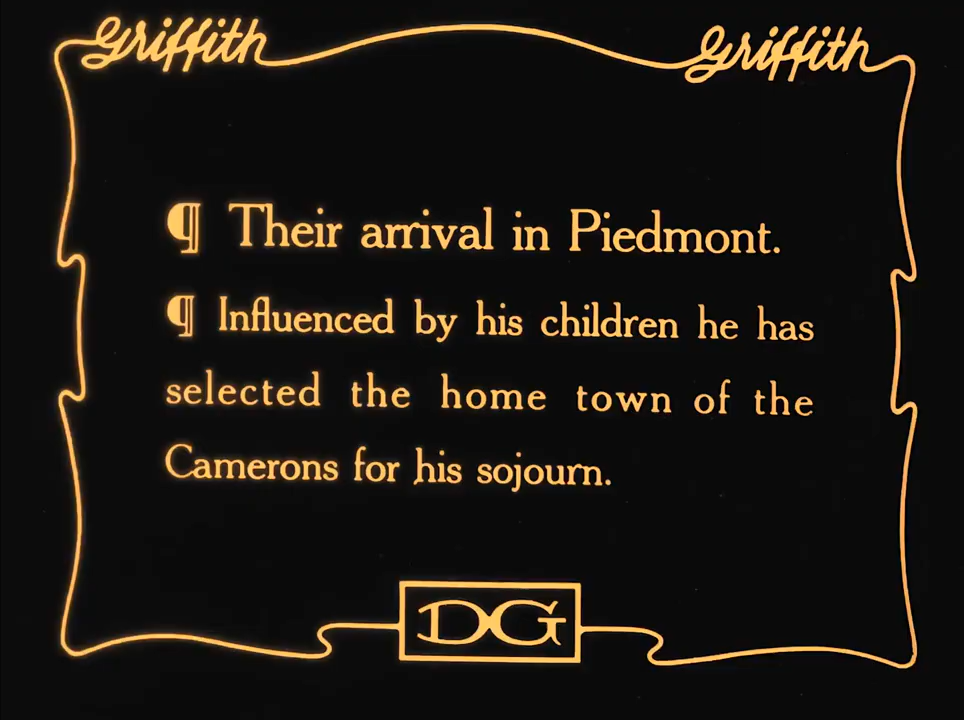 Griffith Griffith
¶ Their arrival in Piedmont.
¶ Influenced by his children he has
selected the home town of the
Camerons for his sojourn.
DG